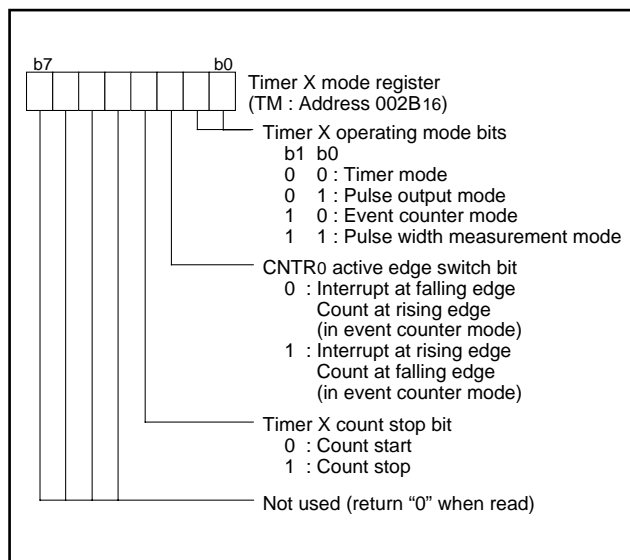 b7 b0
Timer X mode register
(TM : Address 002B16)
Timer X operating mode bits
b1 b0
0 0 : Timer mode
0 1 : Pulse output mode
1 0 : Event counter mode
1 1 : Pulse width measurement mode
CNTR0 active edge switch bit
0 : Interrupt at falling edge
Count at rising edge
(in event counter mode)
1 : Interrupt at rising edge
Count at falling edge
(in event counter mode)
Timer X count stop bit
0 : Count start
1 : Count stop
Not used (return “0” when read)